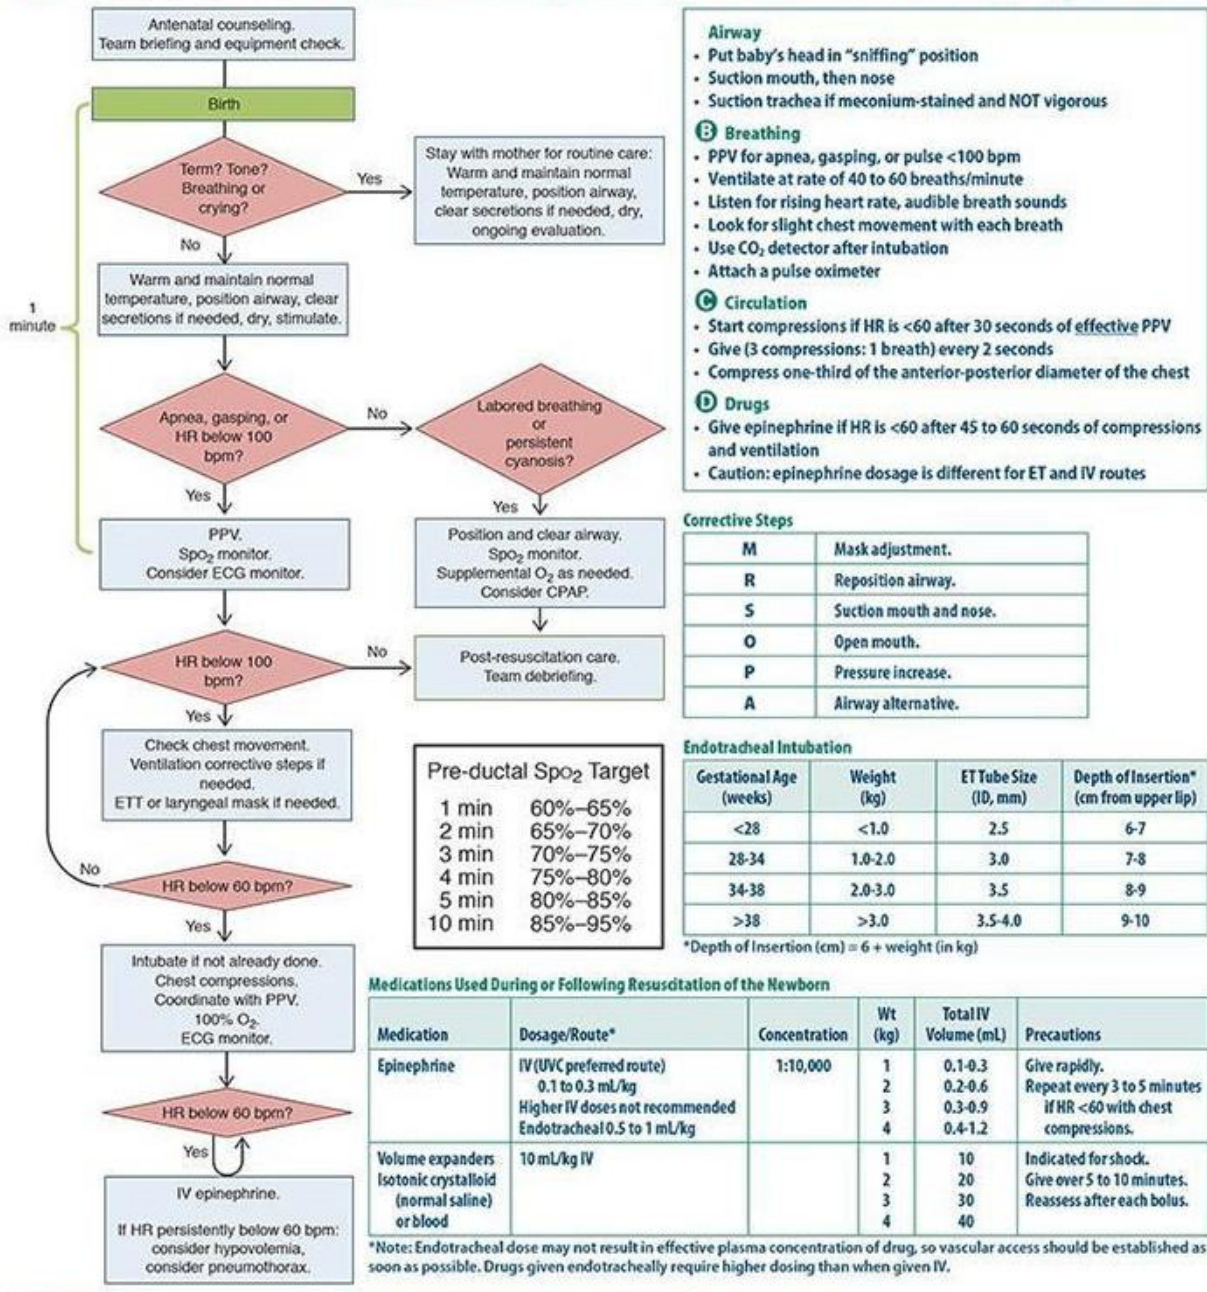 Antenatal counseling.
Team briefing and equipment check.
Birth
1
minute
Term? Tone?
Breathing or
crying?
Yes
Stay with mother for routine care:
Warm and maintain normal
temperature, position airway,
clear secretions if needed, dry,
ongoing evaluation.
No
Warm and maintain normal
temperature, position airway, clear
secretions if needed, dry, stimulate.
Apnea, gasping, or
HR below 100
bpm?
No
Labored breathing
or
persistent
cyanosis?
Yes
Yes
PPV.
Spo₂ monitor.
Consider ECG monitor.
Position and clear airway.
Spo₂ monitor.
Supplemental O₂ as needed.
Consider CPAP.
HR below 100
bpm?
No
Post-resuscitation care.
Team debriefing.
Yes
Check chest movement.
Ventilation corrective steps if
needed.
ETT or laryngeal mask if needed.
No
HR below 60 bpm?
Yes
Intubate if not already done.
Chest compressions.
Coordinate with PPV.
100% O₂.
ECG monitor.
HR below 60 bpm?
Yes
IV epinephrine.
If HR persistently below 60 bpm:
consider hypovolemia,
consider pneumothorax.
Pre-ductal Spo₂ Target
1 min 60%–65%
2 min 65%–70%
3 min 70%–75%
4 min 75%–80%
5 min 80%–85%
10 min 85%–95%
Airway
• Put baby's head in "sniffing" position
• Suction mouth, then nose
• Suction trachea if meconium-stained and NOT vigorous
B Breathing
• PPV for apnea, gasping, or pulse <100 bpm
• Ventilate at rate of 40 to 60 breaths/minute
• Listen for rising heart rate, audible breath sounds
• Look for slight chest movement with each breath
• Use CO₂ detector after intubation
• Attach a pulse oximeter
C Circulation
• Start compressions if HR is <60 after 30 seconds of effective PPV
• Give (3 compressions: 1 breath) every 2 seconds
• Compress one-third of the anterior-posterior diameter of the chest
D Drugs
• Give epinephrine if HR is <60 after 45 to 60 seconds of compressions
and ventilation
• Caution: epinephrine dosage is different for ET and IV routes
Corrective Steps
M Mask adjustment.
R Reposition airway.
S Suction mouth and nose.
O Open mouth.
P Pressure increase.
A Airway alternative.
Endotracheal Intubation
Gestational Age (weeks) Weight (kg) ET Tube Size (ID, mm) Depth of Insertion* (cm from upper lip)
<28 <1.0 2.5 6-7
28-34 1.0-2.0 3.0 7-8
34-38 2.0-3.0 3.5 8-9
>38 >3.0 3.5-4.0 9-10
*Depth of Insertion (cm) = 6 + weight (in kg)
Medications Used During or Following Resuscitation of the Newborn
Medication Dosage/Route* Concentration Wt (kg) Total IV Volume (mL) Precautions
Epinephrine IV (UVC preferred route) 1:10,000 1 0.1-0.3 Give rapidly.
0.1 to 0.3 mL/kg 2 0.2-0.6 Repeat every 3 to 5 minutes
Higher IV doses not recommended 3 0.3-0.9 if HR <60 with chest
Endotracheal 0.5 to 1 mL/kg 4 0.4-1.2 compressions.
Volume expanders 10 mL/kg IV 1 10 Indicated for shock.
Isotonic crystalloid 2 20 Give over 5 to 10 minutes.
(normal saline) 3 30 Reassess after each bolus.
or blood 4 40
*Note: Endotracheal dose may not result in effective plasma concentration of drug, so vascular access should be established as
soon as possible. Drugs given endotracheally require higher dosing than when given IV.